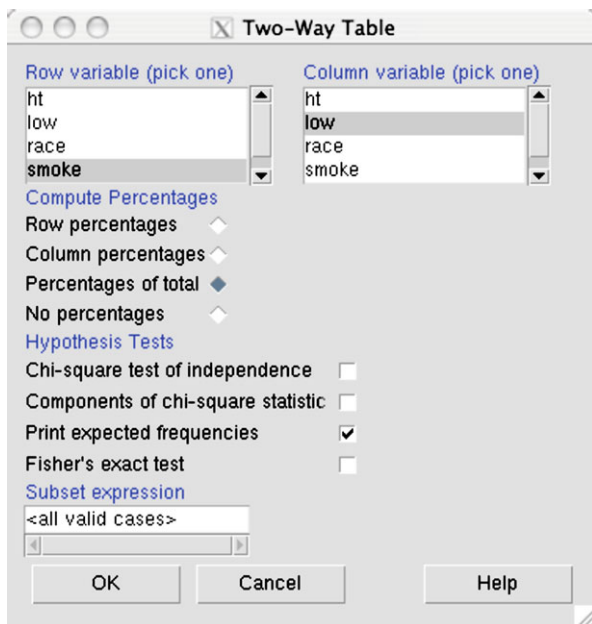 Two-Way Table
Row variable (pick one) Column variable (pick one)
ht ht
low low
race race
smoke smoke
Compute Percentages
Row percentages
Column percentages
Percentages of total
No percentages
Hypothesis Tests
Chi-square test of independence
Components of chi-square statistic
Print expected frequencies
Fisher's exact test
Subset expression
<all valid cases>
OK Cancel Help